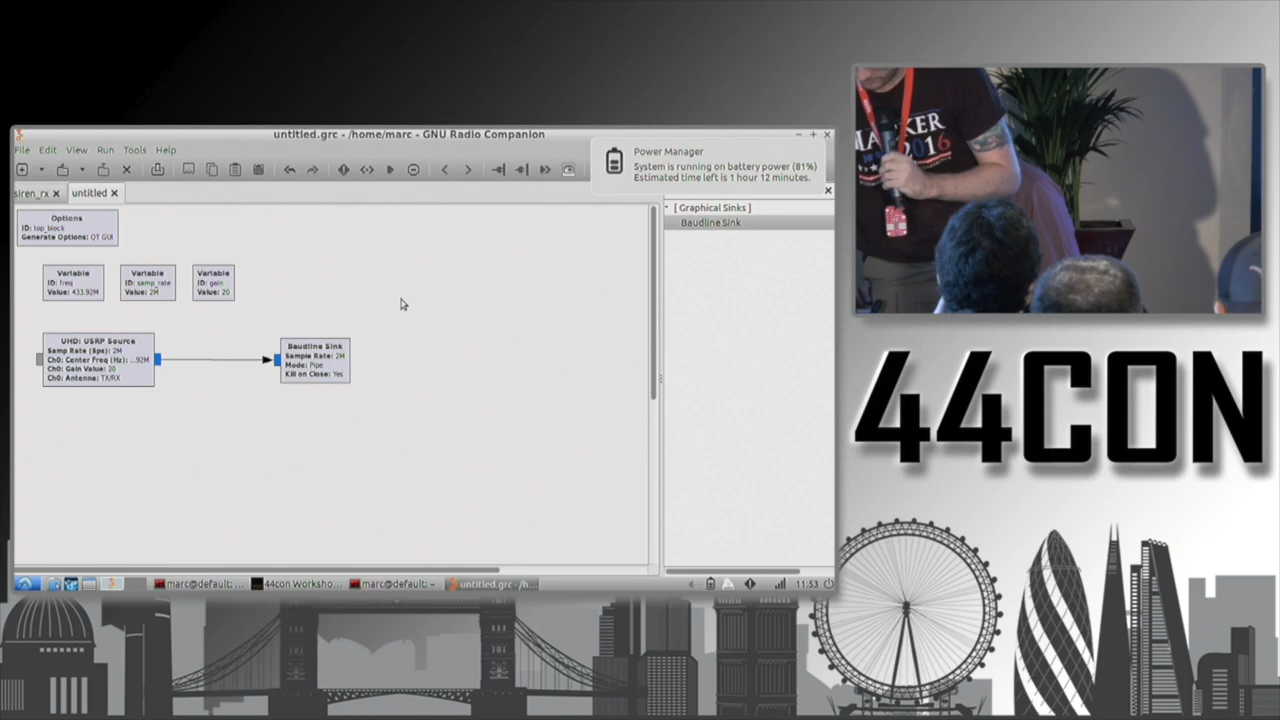 untitled.grc - /home/marc - GNU Radio Companion
File Edit View Run Tools Help
Power Manager
System is running on battery power (81%)
Estimated time left is 1 hour 12 minutes.
siren_rx
untitled
Options
ID: top_block
Generate Options: QT GUI
Variable
ID: freq
Value: 433.92M
Variable
ID: samp_rate
Value: 2M
Variable
ID: gain
Value: 20
UHD: USRP Source
Samp Rate (Sps): 2M
Ch0: Center Freq (Hz): ...92M
Ch0: Gain Value: 20
Ch0: Antenna: TX/RX
Baudline Sink
Sample Rate: 2M
Mode: Pipe
Kill on Close: Yes
[ Graphical Sinks ]
Baudline Sink
marc@default: ...
44con Worksho...
marc@default: ~
untitled.grc - /h...
11:53
2016
44CON